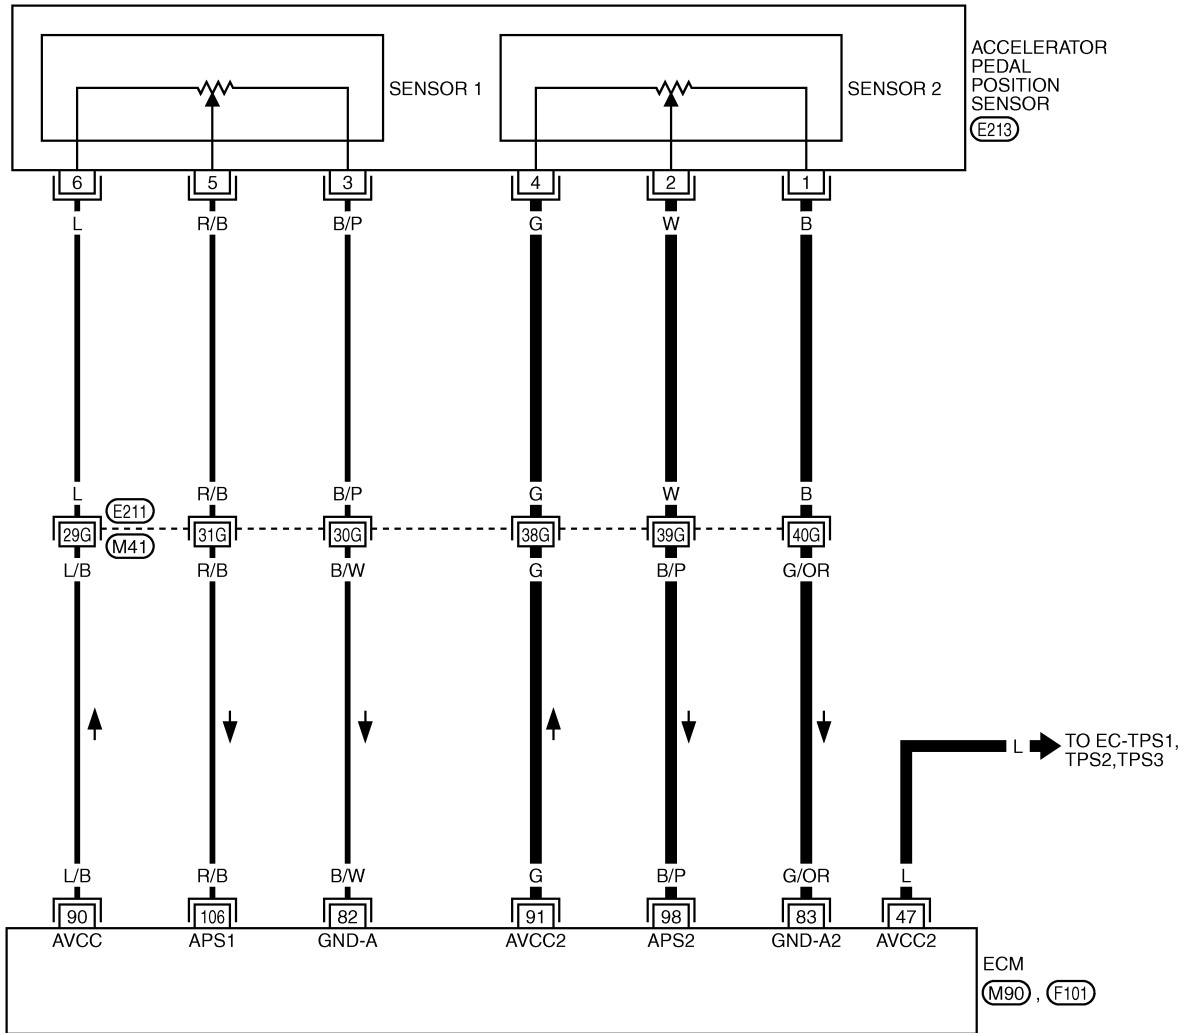 ACCELERATOR
PEDAL
POSITION
SENSOR
E213
SENSOR 1
SENSOR 2
6 5 3 4 2 1
L R/B B/P G W B
L R/B B/P G W B
E211
29G 31G 30G 38G 39G 40G
M41
L/B R/B B/W G B/P G/OR
L TO EC-TPS1,
TPS2,TPS3
L/B R/B B/W G B/P G/OR L
90 106 82 91 98 83 47
AVCC APS1 GND-A AVCC2 APS2 GND-A2 AVCC2
ECM
M90 , F101